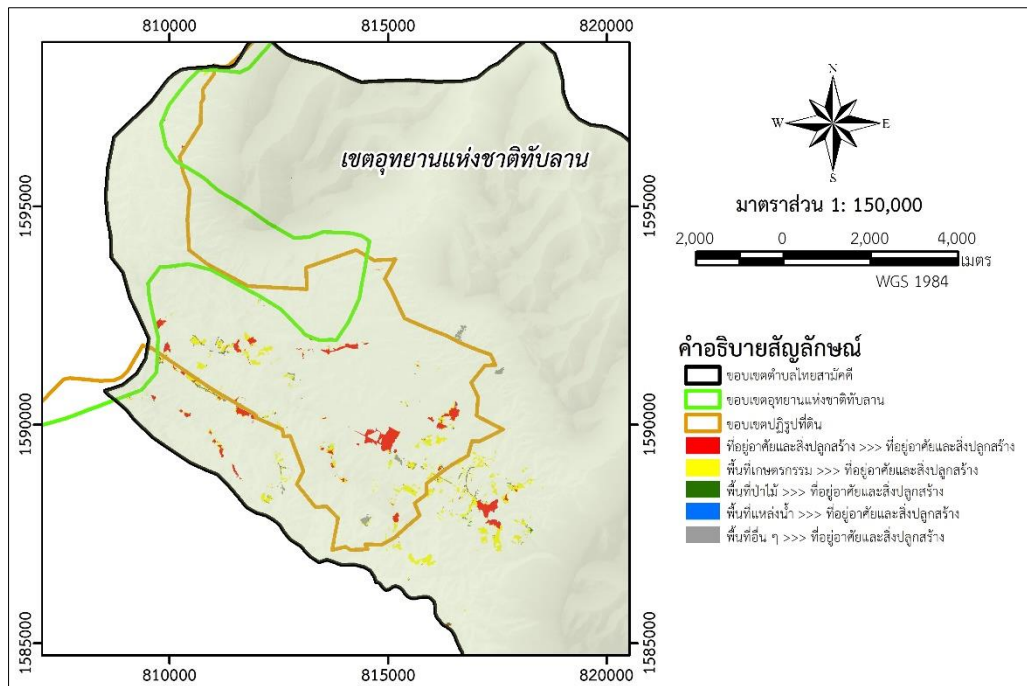 810000 815000 820000
1595000
1590000
1585000
เขตอุทยานแห่งชาติทับลาน
810000 815000 820000
1595000
1590000
1585000
N
W E
S
มาตราส่วน 1: 150,000
2,000 0 2,000 4,000
เมตร
WGS 1984
คำอธิบายสัญลักษณ์
ขอบเขตตำบลไทยสามัคคี
ขอบเขตอุทยานแห่งชาติทับลาน
ขอบเขตปฏิรูปที่ดิน
ที่อยู่อาศัยและสิ่งปลูกสร้าง >>> ที่อยู่อาศัยและสิ่งปลูกสร้าง
พื้นที่เกษตรกรรม >>> ที่อยู่อาศัยและสิ่งปลูกสร้าง
พื้นที่ป่าไม้ >>> ที่อยู่อาศัยและสิ่งปลูกสร้าง
พื้นที่แหล่งน้ำ >>> ที่อยู่อาศัยและสิ่งปลูกสร้าง
พื้นที่อื่น ๆ >>> ที่อยู่อาศัยและสิ่งปลูกสร้าง